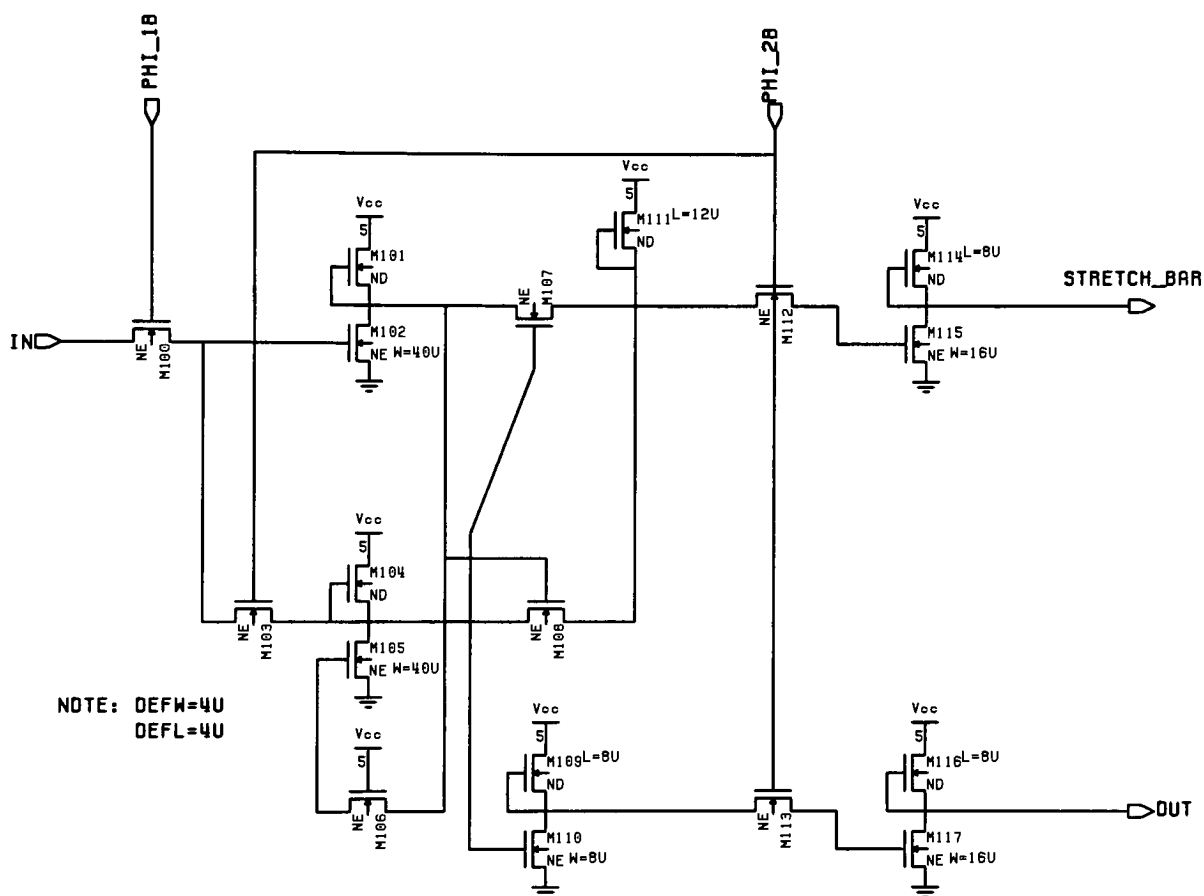 PHI_1B
PHI_2B
Vcc
5
M111 L=12U
ND
Vcc
5
M101
ND
Vcc
5
M114 L=8U
ND
STRETCH_BAR
NE
M107
IN
NE
M100
M102
NE W=40U
NE
M112
M115
NE W=16U
Vcc
5
M104
ND
NE
M103
NE
M108
M105
NE W=40U
NOTE: DEFW=4U
DEFL=4U
Vcc
5
NE
M106
Vcc
5
M109 L=8U
ND
Vcc
5
M116 L=8U
ND
OUT
NE
M113
M110
NE W=8U
M117
NE W=16U